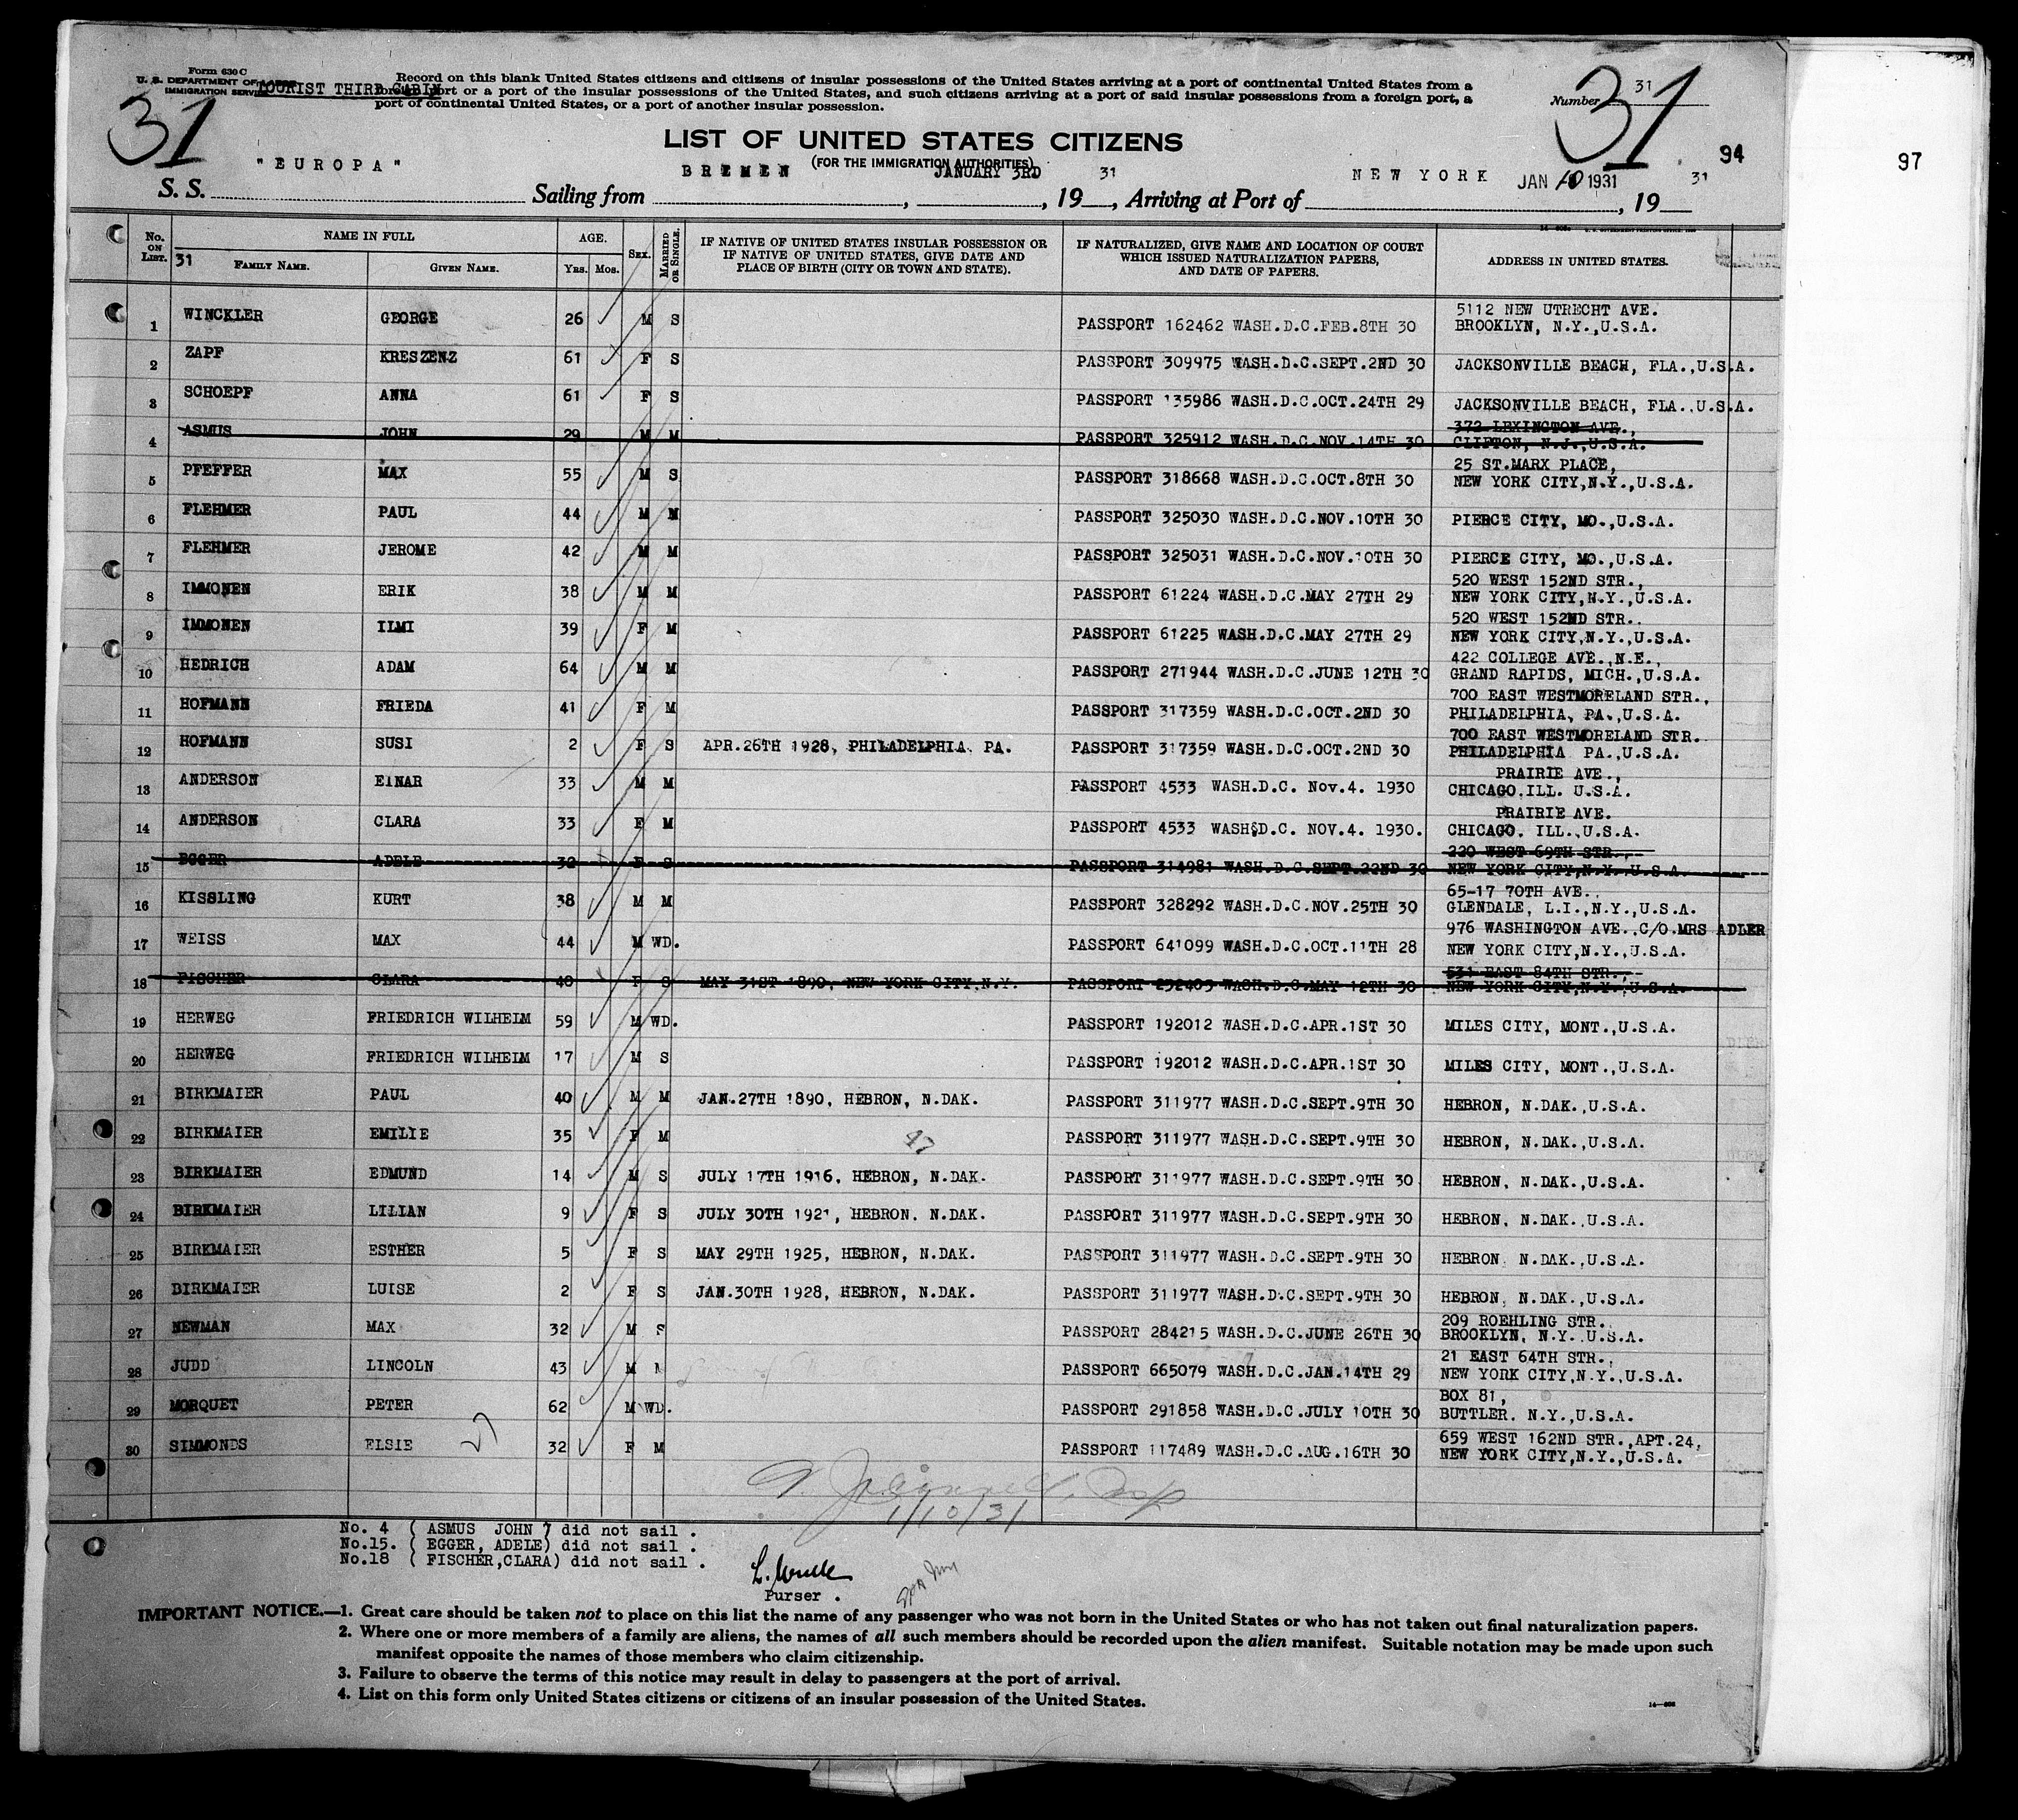 Form 630 C
U. S. DEPARTMENT OF
IMMIGRATION SERVICE
TOURIST THIRD CABIN
Record on this blank United States citizens and citizens of insular possessions of the United States arriving at a port of continental United States from a
foreign port or a port of the insular possessions of the United States, and such citizens arriving at a port of said insular possessions from a foreign port, a
port of continental United States, or a port of another insular possession.
Number 31
31
31
94
97
LIST OF UNITED STATES CITIZENS
(FOR THE IMMIGRATION AUTHORITIES)
S. S. "EUROPA" Sailing from BREMEN, JANUARY 3RD, 19 31, Arriving at Port of NEW YORK JAN 10 1931, 19 31
No. ON LIST. NAME IN FULL AGE. SEX. MARRIED OR SINGLE. IF NATIVE OF UNITED STATES INSULAR POSSESSION OR IF NATIVE OF UNITED STATES, GIVE DATE AND PLACE OF BIRTH (CITY OR TOWN AND STATE). IF NATURALIZED, GIVE NAME AND LOCATION OF COURT WHICH ISSUED NATURALIZATION PAPERS, AND DATE OF PAPERS. ADDRESS IN UNITED STATES.
31 FAMILY NAME. GIVEN NAME. YRS. MOS.
1 WINCKLER GEORGE 26 M S PASSPORT 162462 WASH.D.C.FEB.8TH 30 5112 NEW UTRECHT AVE. BROOKLYN, N.Y.,U.S.A.
2 ZAPF KRESZENZ 61 F S PASSPORT 309975 WASH.D.C.SEPT.2ND 30 JACKSONVILLE BEACH, FLA.,U.S.A.
3 SCHOEPF ANNA 61 F S PASSPORT 135986 WASH.D.C.OCT.24TH 29 JACKSONVILLE BEACH, FLA..U.S.A.
4 ASMUS JOHN 29 M M PASSPORT 325912 WASH.D.C.NOV.14TH 30 372 LEXINGTON AVE., CLIFTON, N.J.,U.S.A.
5 PFEFFER MAX 55 M S PASSPORT 318668 WASH.D.C.OCT.8TH 30 25 ST.MARX PLACE, NEW YORK CITY,N.Y.,U.S.A.
6 FLEHMER PAUL 44 M M PASSPORT 325030 WASH.D.C.NOV.10TH 30 PIERCE CITY, MO.,U.S.A.
7 FLEHMER JEROME 42 M M PASSPORT 325031 WASH.D.C.NOV.10TH 30 PIERCE CITY, MO.,U.S.A.
8 IMMONEN ERIK 38 M M PASSPORT 61224 WASH.D.C.MAY 27TH 29 520 WEST 152ND STR., NEW YORK CITY,N.Y.,U.S.A.
9 IMMONEN ILMI 39 F M PASSPORT 61225 WASH.D.C.MAY 27TH 29 520 WEST 152ND STR.. NEW YORK CITY,N.Y.,U.S.A.
10 HEDRICH ADAM 64 M M PASSPORT 271944 WASH.D.C.JUNE 12TH 30 422 COLLEGE AVE.,N.E., GRAND RAPIDS, MICH.,U.S.A.
11 HOFMANN FRIEDA 41 F M PASSPORT 317359 WASH.D.C.OCT.2ND 30 700 EAST WESTMORELAND STR., PHILADELPHIA, PA.,U.S.A.
12 HOFMANN SUSI 2 F S APR.26TH 1928, PHILADELPHIA PA. PASSPORT 317359 WASH.D.C.OCT.2ND 30 700 EAST WESTMORELAND STR. PHILADELPHIA PA.,U.S.A.
13 ANDERSON EINAR 33 M M PASSPORT 4533 WASH.D.C. Nov.4. 1930 PRAIRIE AVE., CHICAGO.ILL. U.S.A.
14 ANDERSON CLARA 33 F M PASSPORT 4533 WASH$D.C. NOV.4. 1930. PRAIRIE AVE. CHICAGO. ILL..U.S.A.
15 EGGER ADELE 32 F S PASSPORT 314981 WASH.D.C.SEPT.22ND 30 220 WEST 69TH STR., NEW YORK CITY,N.Y.,U.S.A.
16 KISSLING KURT 38 M M PASSPORT 328292 WASH.D.C.NOV.25TH 30 65-17 70TH AVE., GLENDALE, L.I.,N.Y.,U.S.A.
17 WEISS MAX 44 M WD. PASSPORT 641099 WASH.D.C.OCT.11TH 28 976 WASHINGTON AVE..C/O.MRS ADLER NEW YORK CITY,N.Y.,U.S.A.
18 FISCHER CLARA 40 F S MAY 31ST 1890, NEW YORK CITY,N.Y. PASSPORT 252403 WASH.D.C.MAY 12TH 30 531 EAST 84TH STR., NEW YORK CITY,N.Y.,U.S.A.
19 HERWEG FRIEDRICH WILHELM 59 M WD. PASSPORT 192012 WASH.D.C.APR.1ST 30 MILES CITY, MONT.,U.S.A.
20 HERWEG FRIEDRICH WILHELM 17 M S PASSPORT 192012 WASH.D.C.APR.1ST 30 MILES CITY, MONT.,U.S.A.
21 BIRKMAIER PAUL 40 M M JAN.27TH 1890, HEBRON, N.DAK. PASSPORT 311977 WASH.D.C.SEPT.9TH 30 HEBRON, N.DAK.,U.S.A.
22 BIRKMAIER EMILIE 35 F M 47 PASSPORT 311977 WASH.D.C.SEPT.9TH 30 HEBRON, N.DAK.,U.S.A.
23 BIRKMAIER EDMUND 14 M S JULY 17TH 1916, HEBRON, N.DAK. PASSPORT 311977 WASH.D.C.SEPT.9TH 30 HEBRON, N.DAK.,U.S.A.
24 BIRKMAIER LILIAN 9 F S JULY 30TH 1921, HEBRON. N.DAK. PASSPORT 311977 WASH.D.C.SEPT.9TH 30 HEBRON, N.DAK.,U.S.A.
25 BIRKMAIER ESTHER 5 F S MAY 29TH 1925, HEBRON, N.DAK. PASSPORT 311977 WASH.D.C.SEPT.9TH 30 HEBRON, N.DAK.,U.S.A.
26 BIRKMAIER LUISE 2 F S JAN.30TH 1928, HEBRON, N.DAK. PASSPORT 311977 WASH.D.C.SEPT.9TH 30 HEBRON, N.DAK.,U.S.A.
27 NEWMAN MAX 32 M S PASSPORT 284215 WASH.D.C.JUNE 26TH 30 209 ROEHLING STR. BROOKLYN, N.Y..U.S.A.
28 JUDD LINCOLN 43 M PASSPORT 665079 WASH.D.C.JAN.14TH 29 21 EAST 64TH STR., NEW YORK CITY,N.Y.,U.S.A.
29 MORQUET PETER 62 M WD. PASSPORT 291858 WASH.D.C.JULY 10TH 30 BOX 81, BUTTLER. N.Y.,U.S.A.
30 SIMMONDS ELSIE 32 F M PASSPORT 117489 WASH.D.C.AUG.16TH 30 659 WEST 162ND STR.,APT.24, NEW YORK CITY,N.Y.,U.S.A.
1/10/31
No. 4 ( ASMUS JOHN ) did not sail .
No.15. ( EGGER, ADELE) did not sail .
No.18 ( FISCHER,CLARA) did not sail .
Purser .
IMPORTANT NOTICE.—1. Great care should be taken not to place on this list the name of any passenger who was not born in the United States or who has not taken out final naturalization papers.
2. Where one or more members of a family are aliens, the names of all such members should be recorded upon the alien manifest. Suitable notation may be made upon such
manifest opposite the names of those members who claim citizenship.
3. Failure to observe the terms of this notice may result in delay to passengers at the port of arrival.
4. List on this form only United States citizens or citizens of an insular possession of the United States.